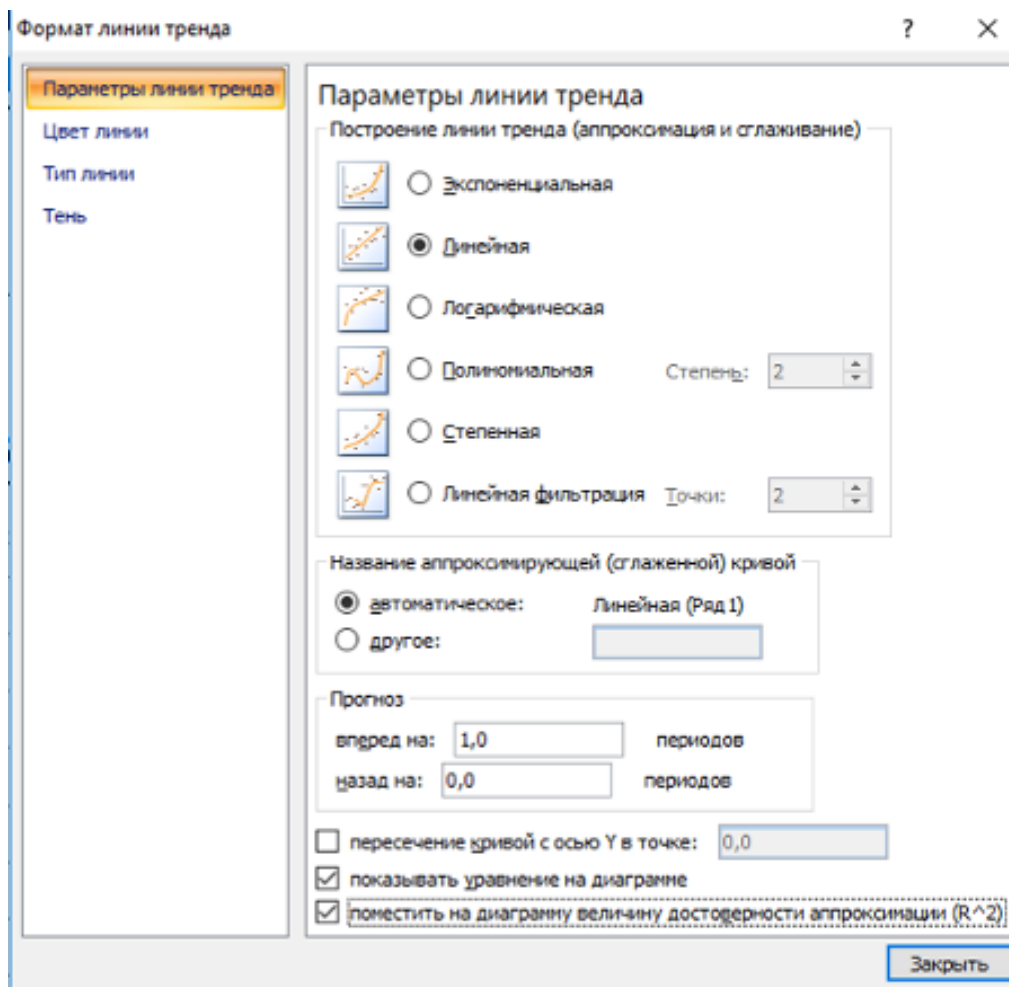 Формат линии тренда
?
Параметры линии тренда
Цвет линии
Тип линии
Тень
Параметры линии тренда
Построение линии тренда (аппроксимация и сглаживание)
Экспоненциальная
Линейная
Логарифмическая
Полиномиальная Степень: 2
Степенная
Линейная фильтрация Точки: 2
Название аппроксимирующей (сглаженной) кривой
автоматическое: Линейная (Ряд1)
другое:
Прогноз
вперед на: 1,0 периодов
назад на: 0,0 периодов
пересечение кривой с осью Y в точке: 0,0
показывать уравнение на диаграмме
поместить на диаграмму величину достоверности аппроксимации (R^2)
Закрыть